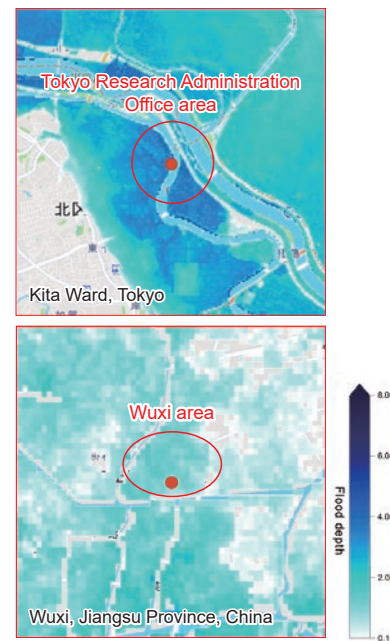 Tokyo Research Administration
Office area
北区
Kita Ward, Tokyo
Wuxi area
Wuxi, Jiangsu Province, China
8.0
6.0
4.0
2.0
0.1
Flood depth